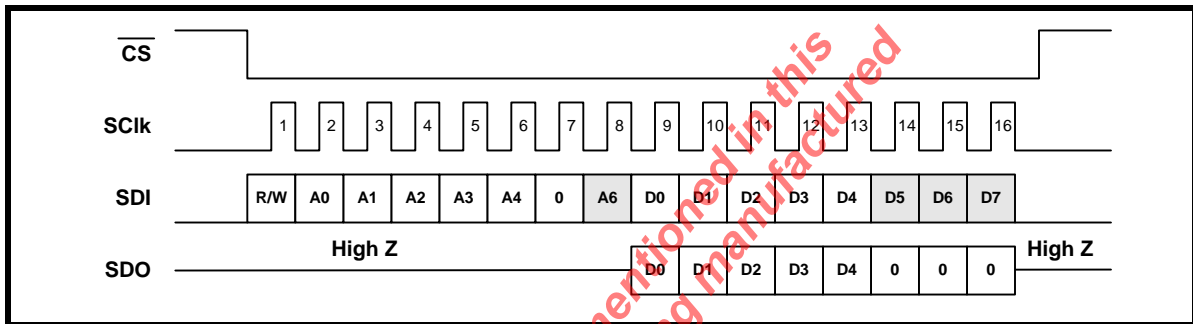 CS
SClk 1 2 3 4 5 6 7 8 9 10 11 12 13 14 15 16
SDI R/W A0 A1 A2 A3 A4 0 A6 D0 D1 D2 D3 D4 D5 D6 D7
High Z High Z
SDO D0 D1 D2 D3 D4 0 0 0
mentioned in this
manufactured